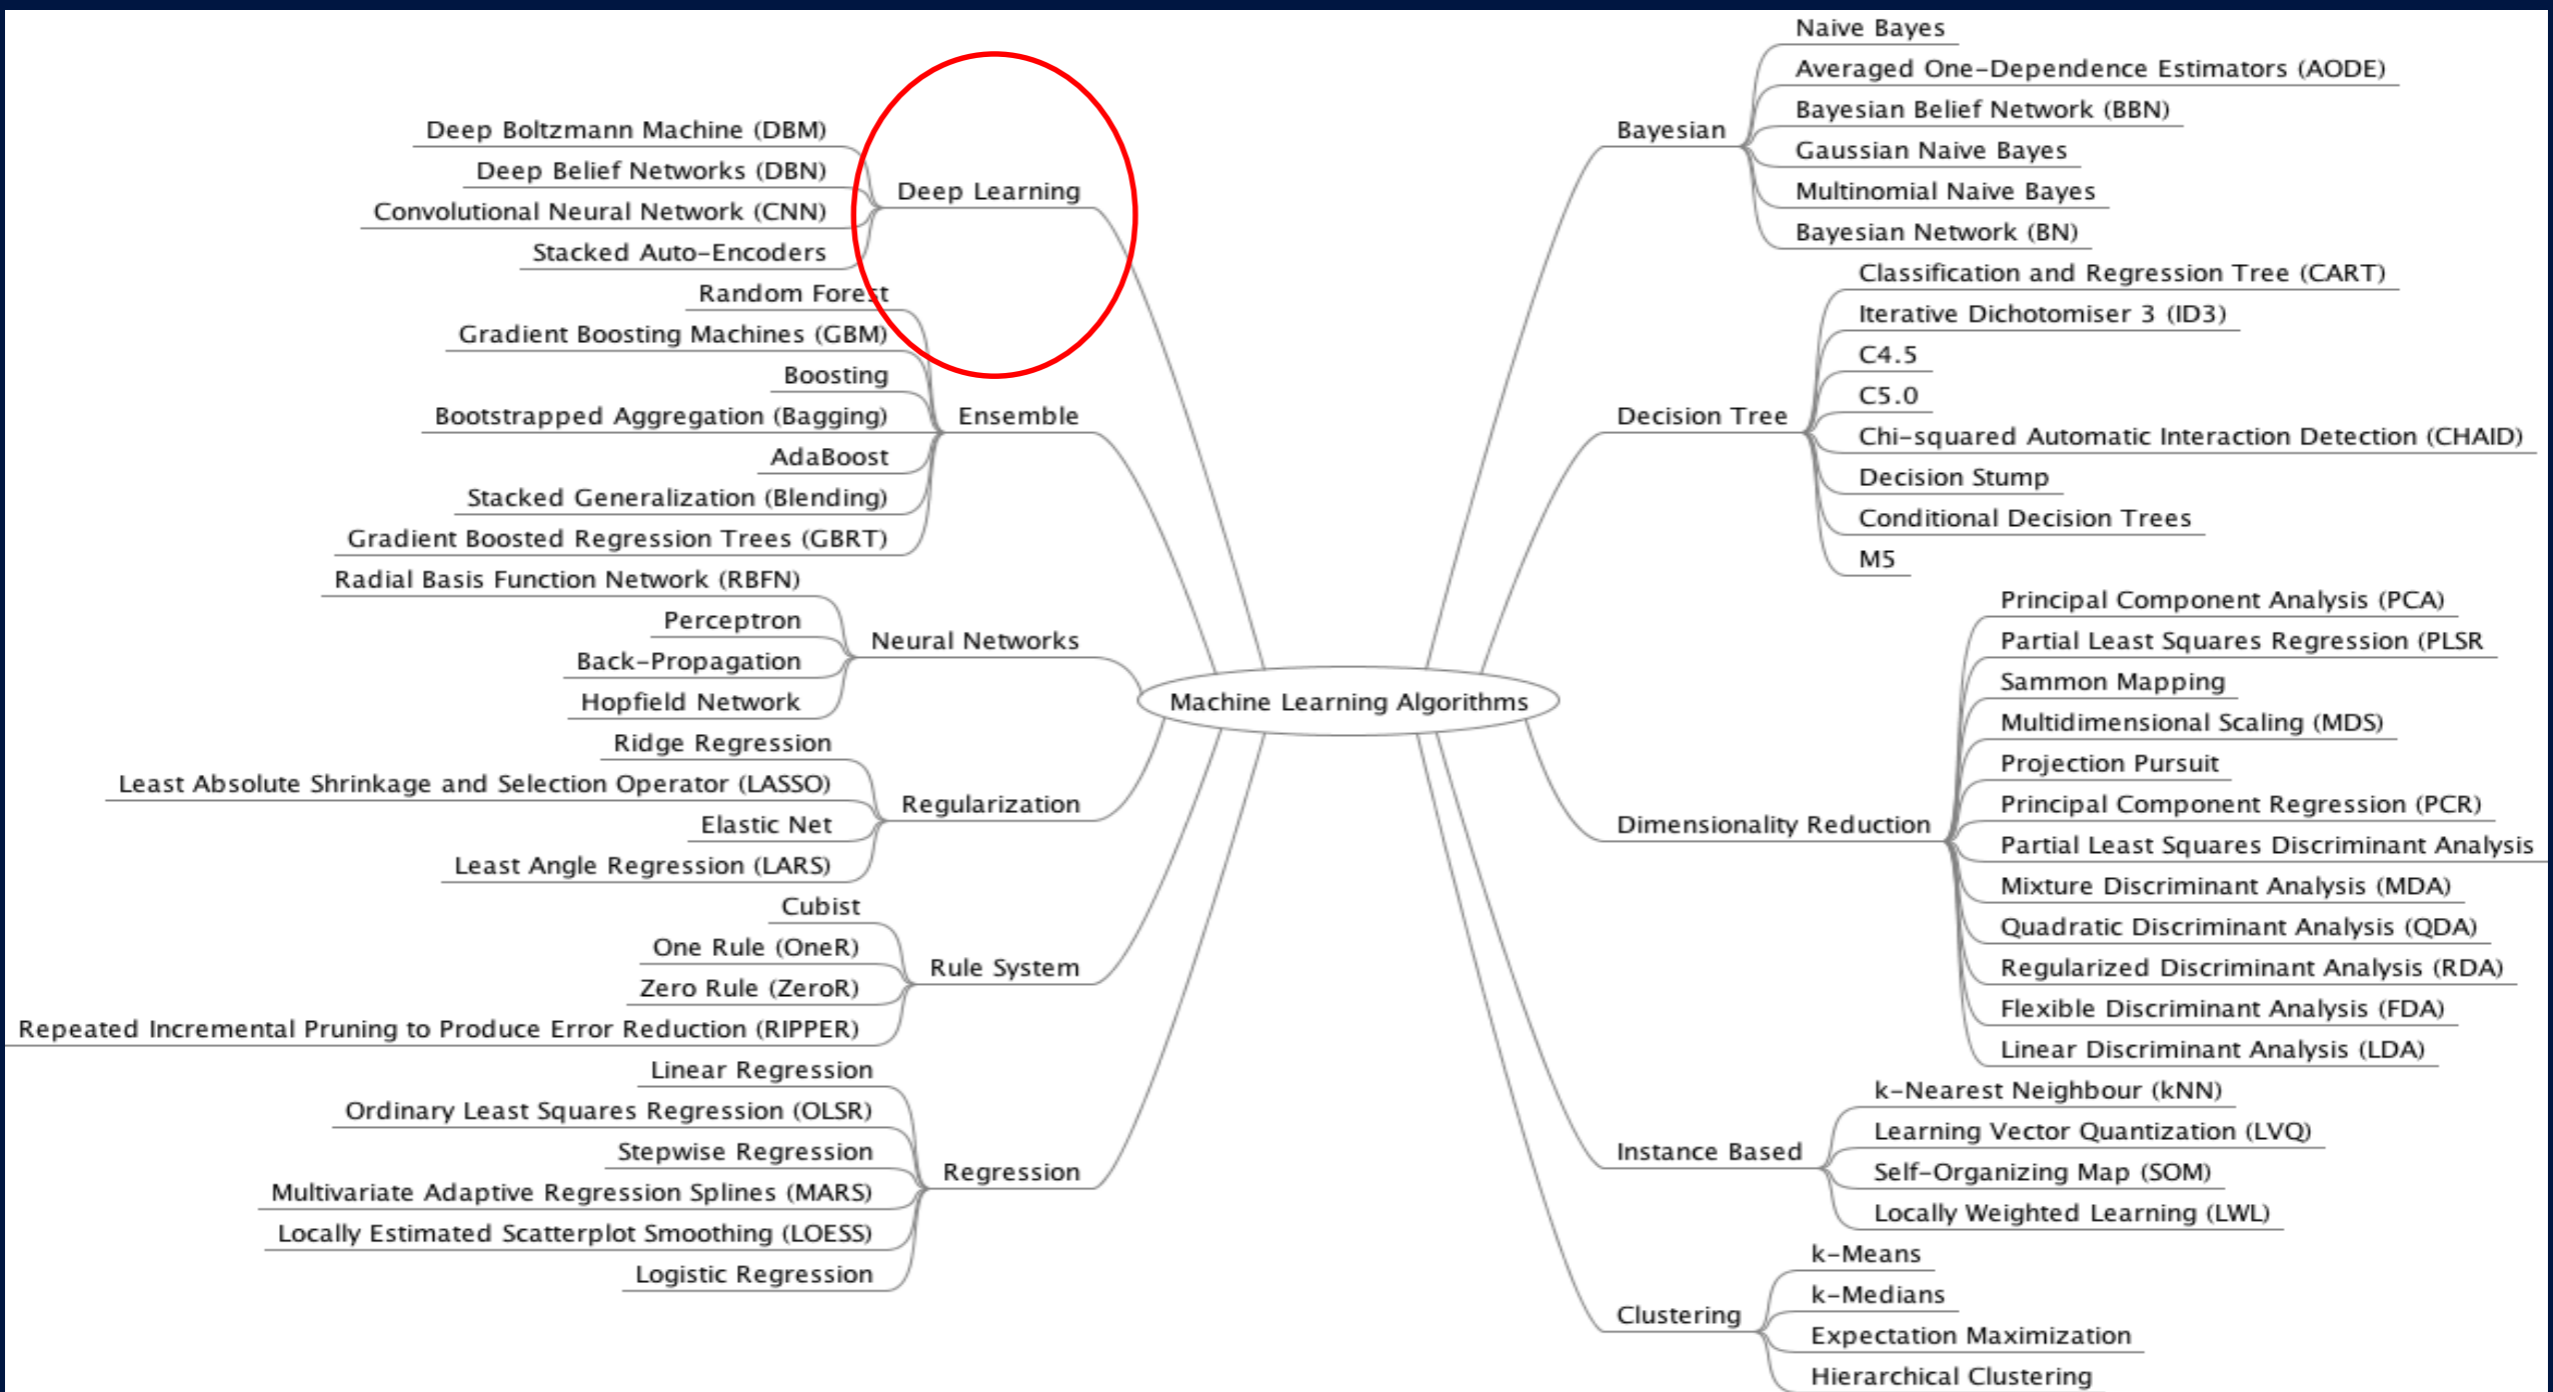 Deep Boltzmann Machine (DBM)
Deep Belief Networks (DBN)
Convolutional Neural Network (CNN)
Stacked Auto-Encoders
Deep Learning
Random Forest
Gradient Boosting Machines (GBM)
Boosting
Bootstrapped Aggregation (Bagging)
AdaBoost
Stacked Generalization (Blending)
Gradient Boosted Regression Trees (GBRT)
Ensemble
Radial Basis Function Network (RBFN)
Perceptron
Back-Propagation
Hopfield Network
Neural Networks
Ridge Regression
Least Absolute Shrinkage and Selection Operator (LASSO)
Elastic Net
Least Angle Regression (LARS)
Regularization
Cubist
One Rule (OneR)
Zero Rule (ZeroR)
Repeated Incremental Pruning to Produce Error Reduction (RIPPER)
Rule System
Linear Regression
Ordinary Least Squares Regression (OLSR)
Stepwise Regression
Multivariate Adaptive Regression Splines (MARS)
Locally Estimated Scatterplot Smoothing (LOESS)
Logistic Regression
Regression
Machine Learning Algorithms
Bayesian
Naive Bayes
Averaged One-Dependence Estimators (AODE)
Bayesian Belief Network (BBN)
Gaussian Naive Bayes
Multinomial Naive Bayes
Bayesian Network (BN)
Decision Tree
Classification and Regression Tree (CART)
Iterative Dichotomiser 3 (ID3)
C4.5
C5.0
Chi-squared Automatic Interaction Detection (CHAID)
Decision Stump
Conditional Decision Trees
M5
Dimensionality Reduction
Principal Component Analysis (PCA)
Partial Least Squares Regression (PLSR
Sammon Mapping
Multidimensional Scaling (MDS)
Projection Pursuit
Principal Component Regression (PCR)
Partial Least Squares Discriminant Analysis
Mixture Discriminant Analysis (MDA)
Quadratic Discriminant Analysis (QDA)
Regularized Discriminant Analysis (RDA)
Flexible Discriminant Analysis (FDA)
Linear Discriminant Analysis (LDA)
Instance Based
k-Nearest Neighbour (kNN)
Learning Vector Quantization (LVQ)
Self-Organizing Map (SOM)
Locally Weighted Learning (LWL)
Clustering
k-Means
k-Medians
Expectation Maximization
Hierarchical Clustering